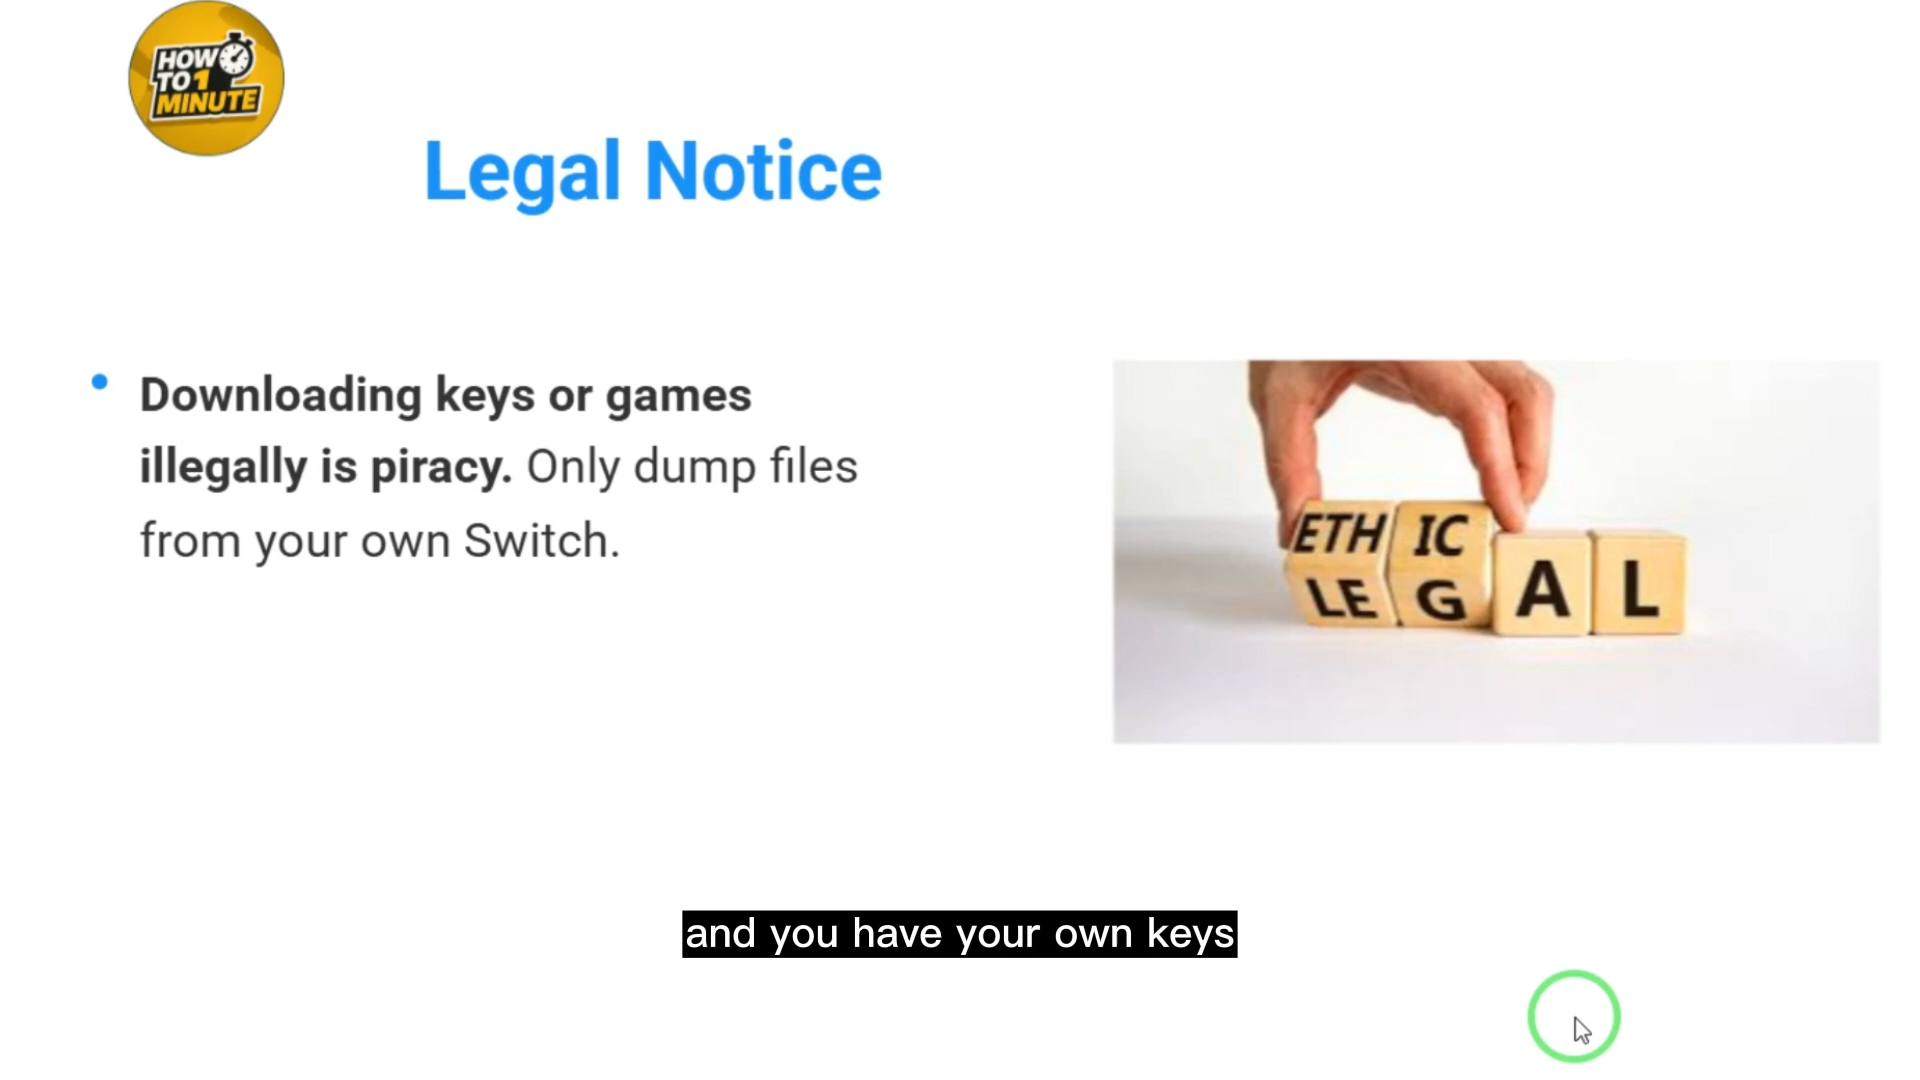 HOW
TO 1
MINUTE
Legal Notice
• Downloading keys or games
illegally is piracy. Only dump files
from your own Switch.
ETH IC
LE G A L
and you have your own keys